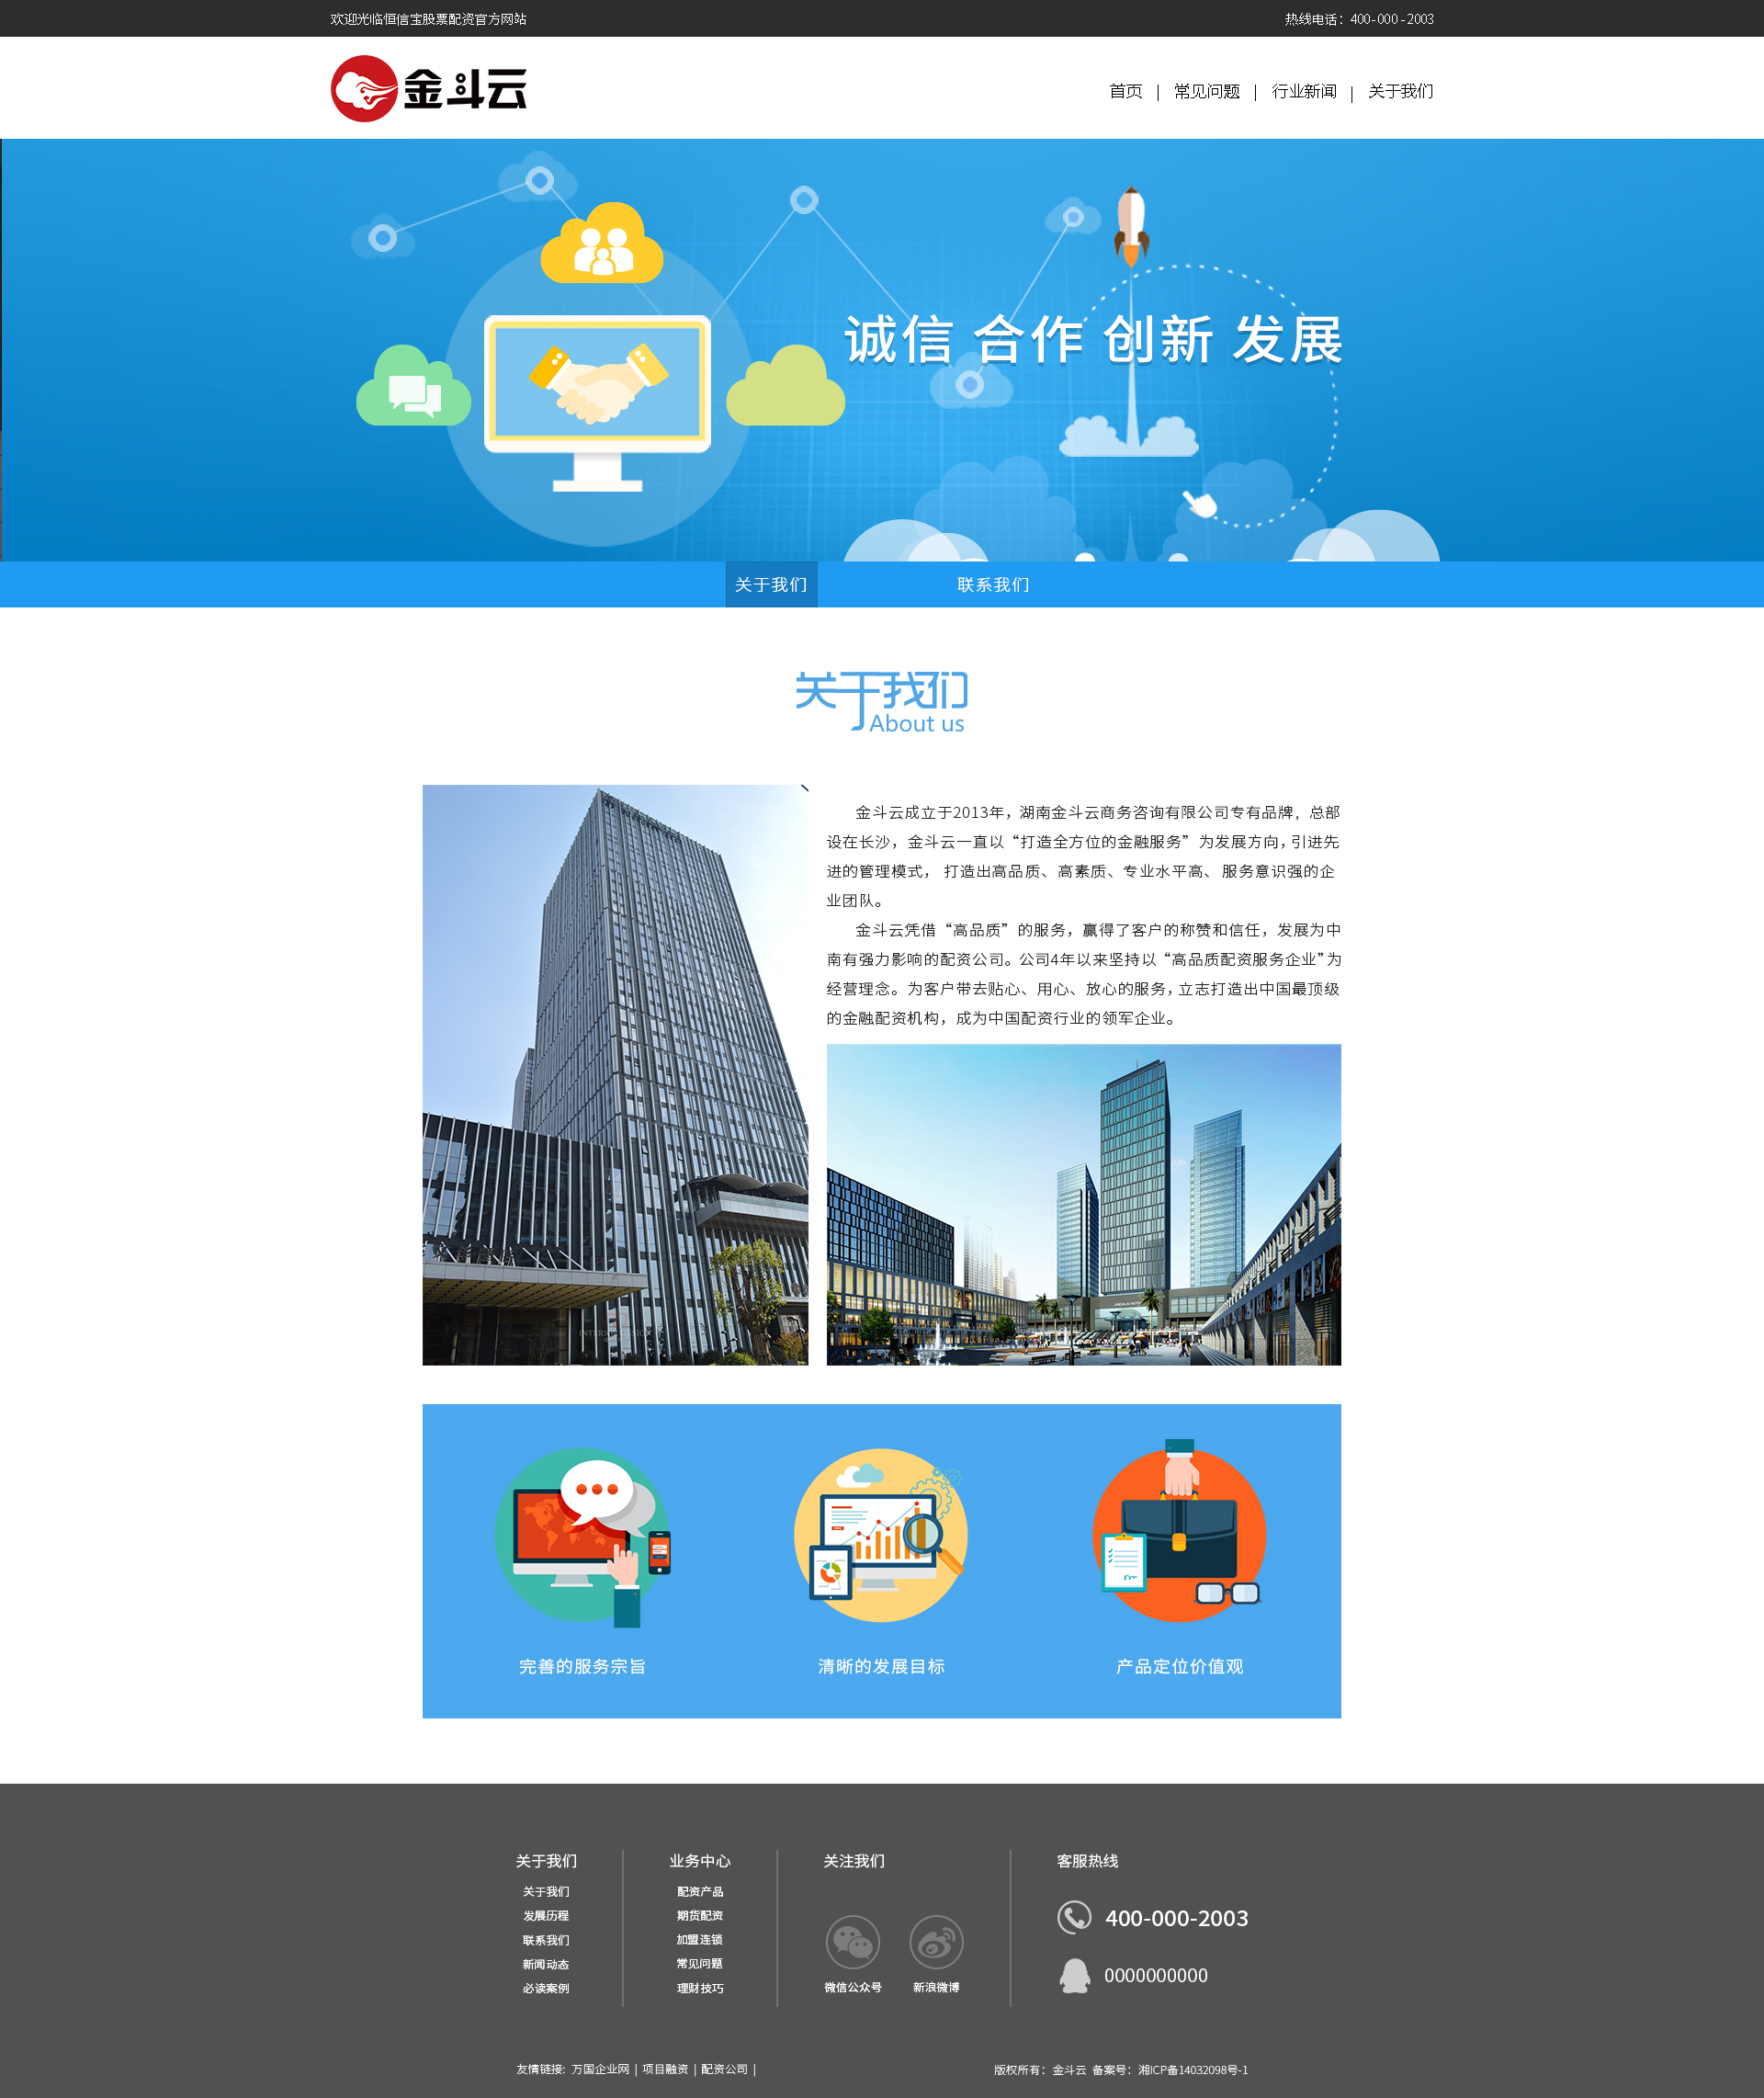 欢迎光临恒信宝股票配资官方网站
热线电话：400-000-2003
金斗云
首页 | 常见问题 | 行业新闻 | 关于我们
诚信 合作 创新 发展
关于我们
联系我们
关于我们
About us
金斗云成立于2013年，湖南金斗云商务咨询有限公司专有品牌，总部
设在长沙，金斗云一直以“打造全方位的金融服务”为发展方向，引进先
进的管理模式， 打造出高品质、高素质、专业水平高、 服务意识强的企
业团队。
金斗云凭借“高品质”的服务，赢得了客户的称赞和信任，发展为中
南有强力影响的配资公司。公司4年以来坚持以“高品质配资服务企业”为
经营理念。为客户带去贴心、用心、放心的服务，立志打造出中国最顶级
的金融配资机构，成为中国配资行业的领军企业。
完善的服务宗旨
清晰的发展目标
产品定位价值观
关于我们
关于我们
发展历程
联系我们
新闻动态
必读案例
业务中心
配资产品
期货配资
加盟连锁
常见问题
理财技巧
关注我们
微信公众号
新浪微博
客服热线
400-000-2003
0000000000
友情链接: 万国企业网 | 项目融资 | 配资公司 |
版权所有：金斗云 备案号：湘ICP备14032098号-1